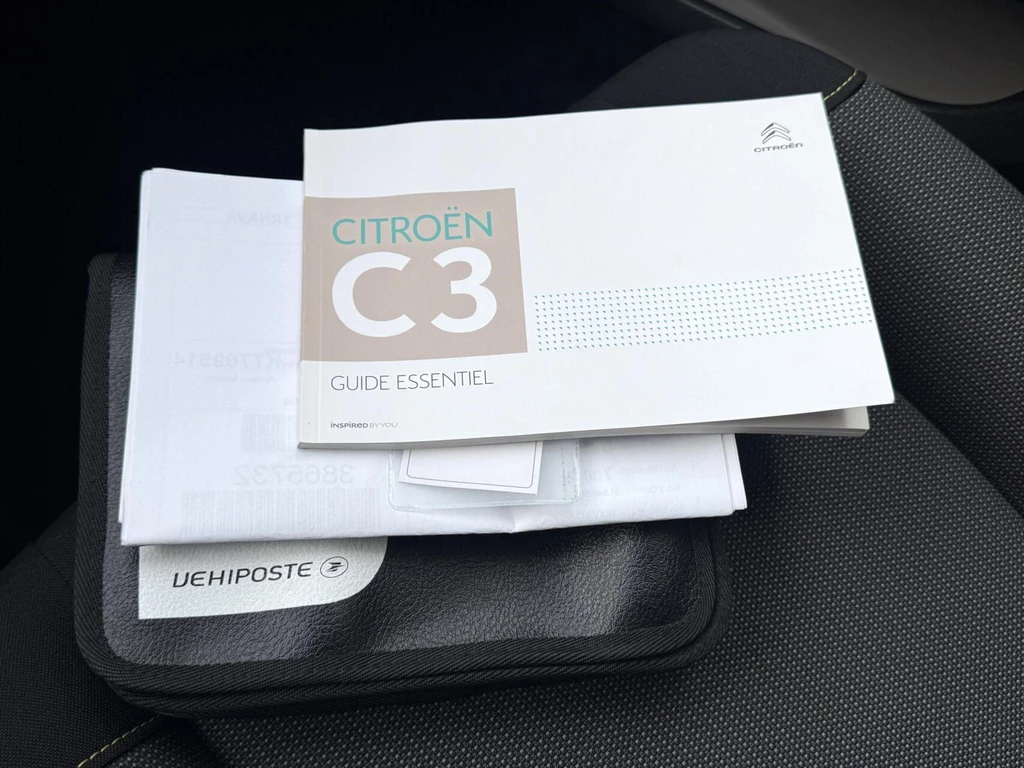 CITROËN
CITROËN
C3
GUIDE ESSENTIEL
INSPIRED BY YOU
3865732
VEHIPOSTE